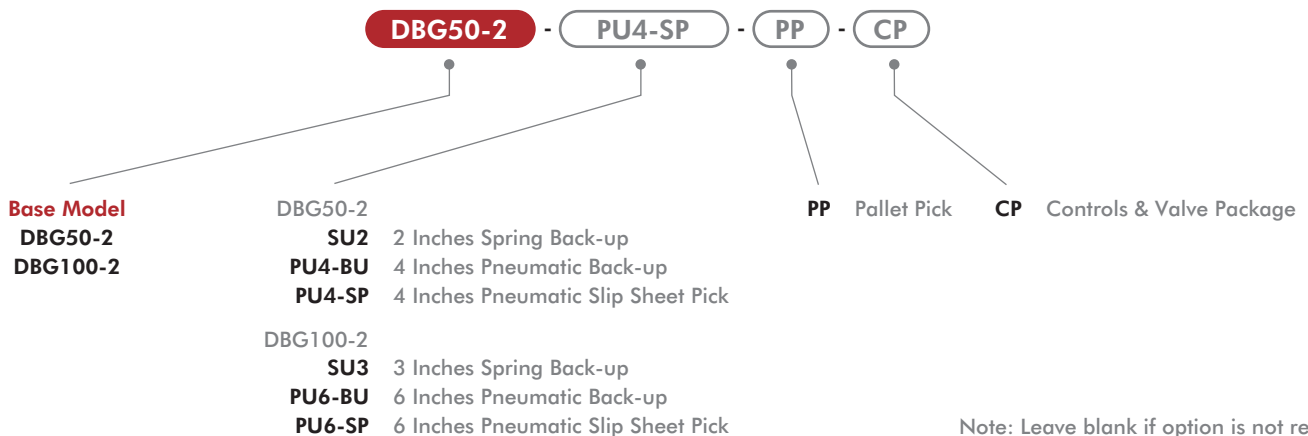 DBG50-2 - PU4-SP - PP - CP
Base Model
DBG50-2
DBG100-2
DBG50-2
SU2 2 Inches Spring Back-up
PU4-BU 4 Inches Pneumatic Back-up
PU4-SP 4 Inches Pneumatic Slip Sheet Pick
DBG100-2
SU3 3 Inches Spring Back-up
PU6-BU 6 Inches Pneumatic Back-up
PU6-SP 6 Inches Pneumatic Slip Sheet Pick
PP Pallet Pick
CP Controls & Valve Package
Note: Leave blank if option is not re